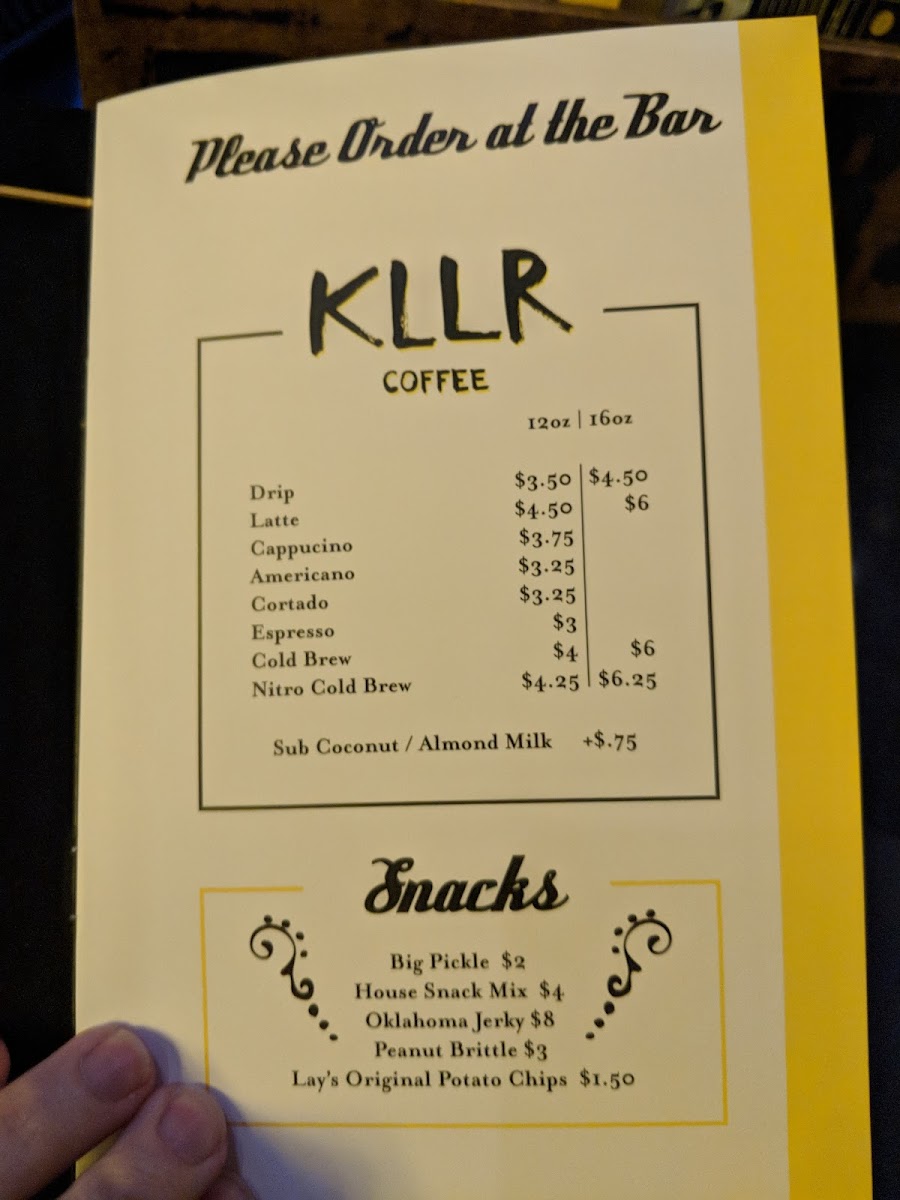 Please Order at the Bar
KLLR
COFFEE
12oz | 16oz
Drip $3.50 $4.50
Latte $4.50 $6
Cappucino $3.75
Americano $3.25
Cortado $3.25
Espresso $3
Cold Brew $4 $6
Nitro Cold Brew $4.25 $6.25
Sub Coconut / Almond Milk +$.75
Snacks
Big Pickle $2
House Snack Mix $4
Oklahoma Jerky $8
Peanut Brittle $3
Lay's Original Potato Chips $1.50